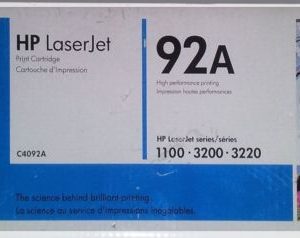 HP LaserJet
Print Cartridge
Cartouche d'Impression
92A
High performance printing
Impression hautes performances
HP LaserJet series/séries
1100 · 3200 · 3220
C4092A
The science behind brilliant printing.
La science au service d'impressions inégalables.